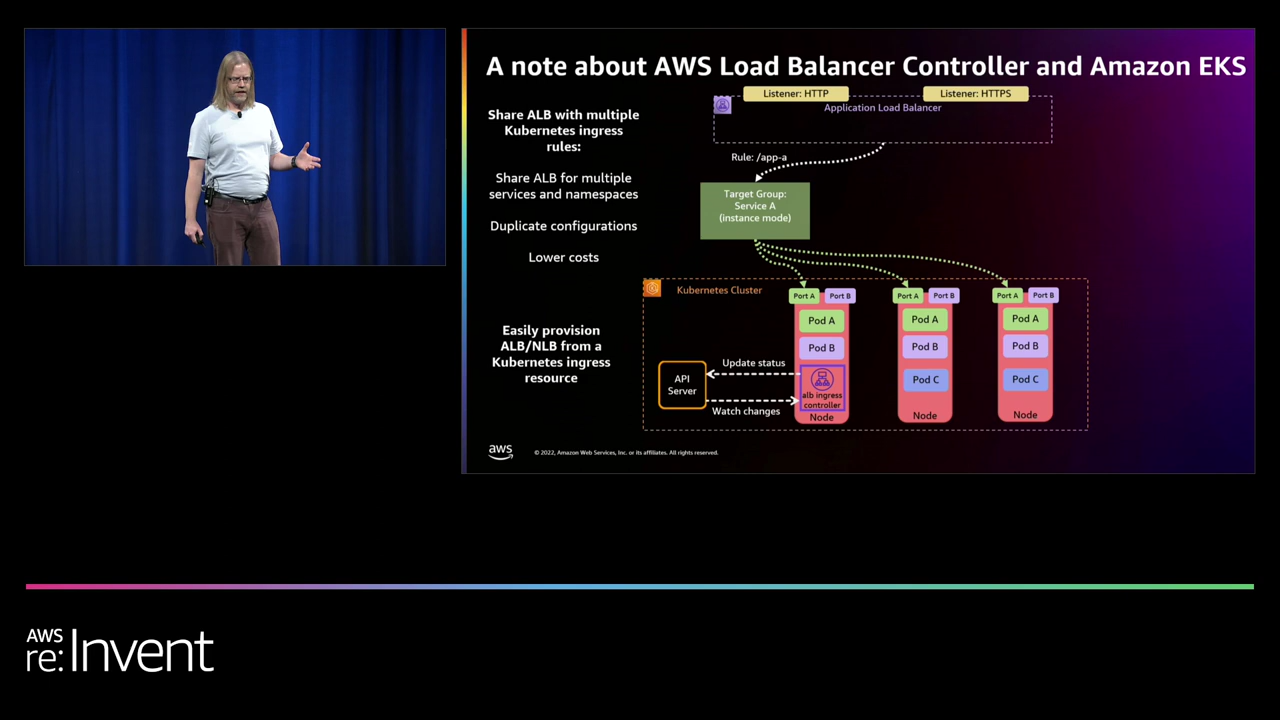 A note about AWS Load Balancer Controller and Amazon EKS
Share ALB with multiple
Kubernetes ingress
rules:
Share ALB for multiple
services and namespaces
Duplicate configurations
Lower costs
Easily provision
ALB/NLB from a
Kubernetes ingress
resource
Listener: HTTP
Listener: HTTPS
Application Load Balancer
Rule: /app-a
Target Group:
Service A
(instance mode)
Kubernetes Cluster
API
Server
Update status
Watch changes
Port A
Port B
Pod A
Pod B
alb ingress
controller
Node
Port A
Port B
Pod A
Pod B
Pod C
Node
Port A
Port B
Pod A
Pod B
Pod C
Node
aws
© 2022, Amazon Web Services, Inc. or its affiliates. All rights reserved.
AWS
re:Invent